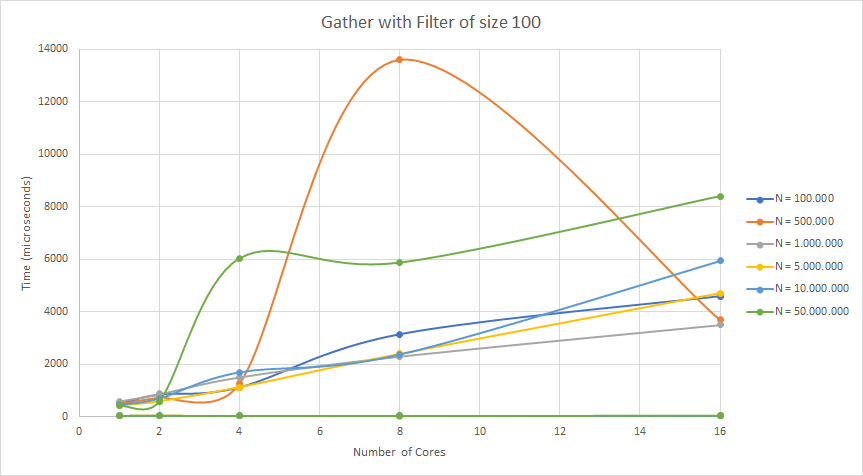 Gather with Filter of size 100
14000
12000
10000
8000
6000
4000
2000
0
Time (microseconds)
0 2 4 6 8 10 12 14 16
Number of Cores
N = 100.000
N = 500.000
N = 1.000.000
N = 5.000.000
N = 10.000.000
N = 50.000.000